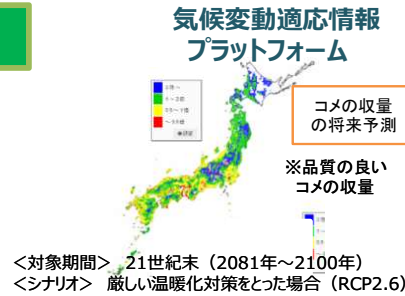 気候変動適応情報
プラットフォーム
コメの収量
の将来予測
※品質の良い
コメの収量
＜対象期間＞　21世紀末（2081年～2100年）
＜シナリオ＞　厳しい温暖化対策をとった場合（RCP2.6）